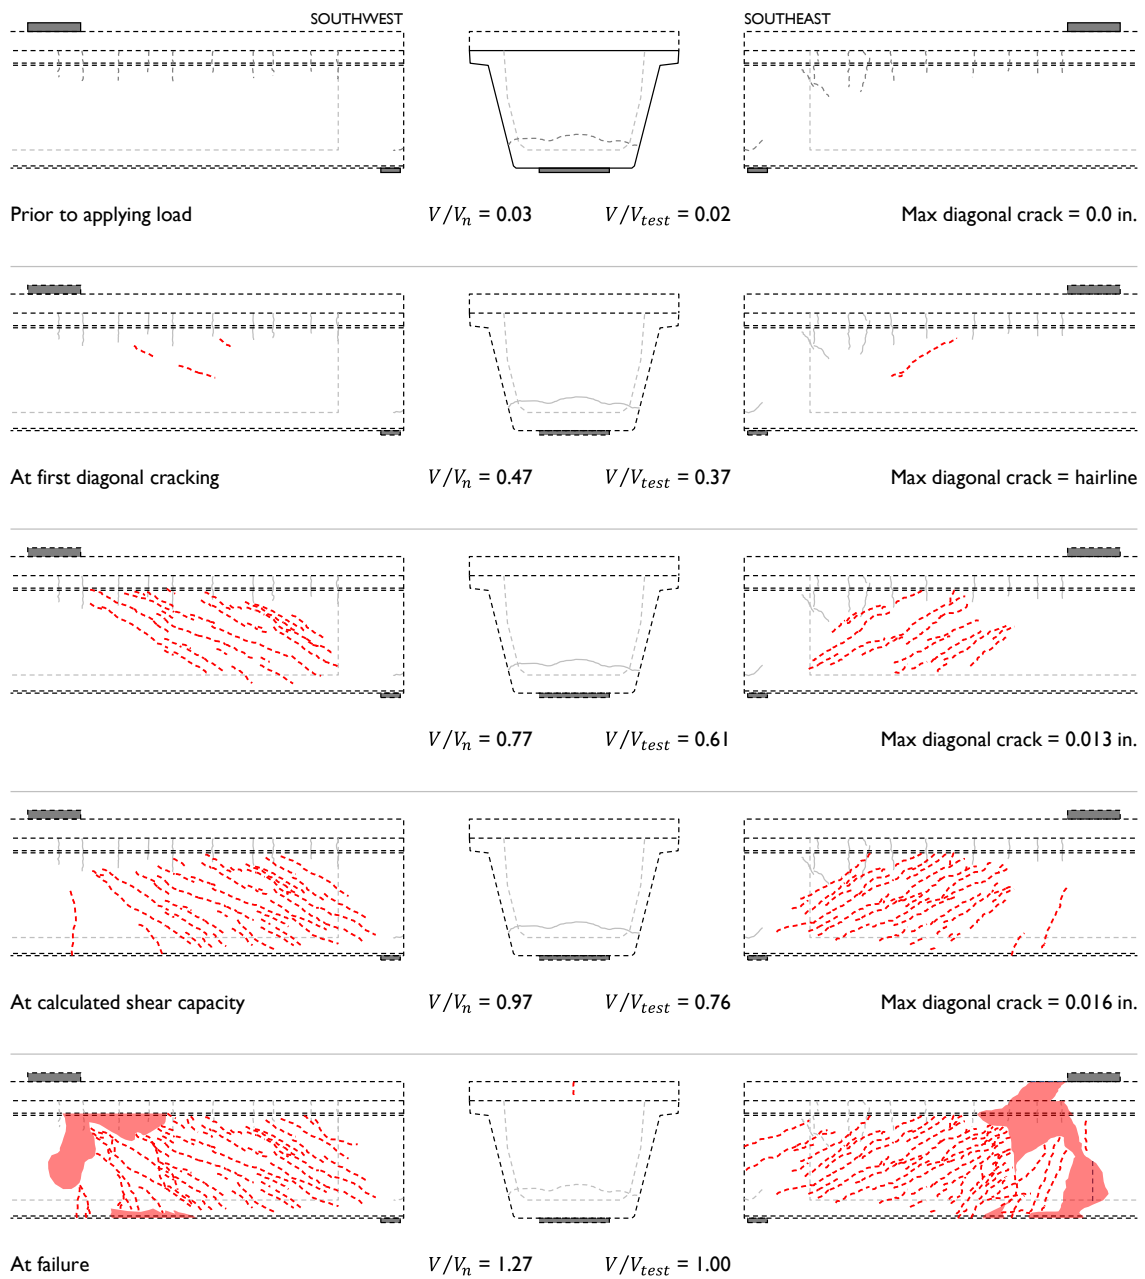 SOUTHWEST SOUTHEAST
Prior to applying load V/Vn = 0.03 V/Vtest = 0.02 Max diagonal crack = 0.0 in.
At first diagonal cracking V/Vn = 0.47 V/Vtest = 0.37 Max diagonal crack = hairline
V/Vn = 0.77 V/Vtest = 0.61 Max diagonal crack = 0.013 in.
At calculated shear capacity V/Vn = 0.97 V/Vtest = 0.76 Max diagonal crack = 0.016 in.
At failure V/Vn = 1.27 V/Vtest = 1.00